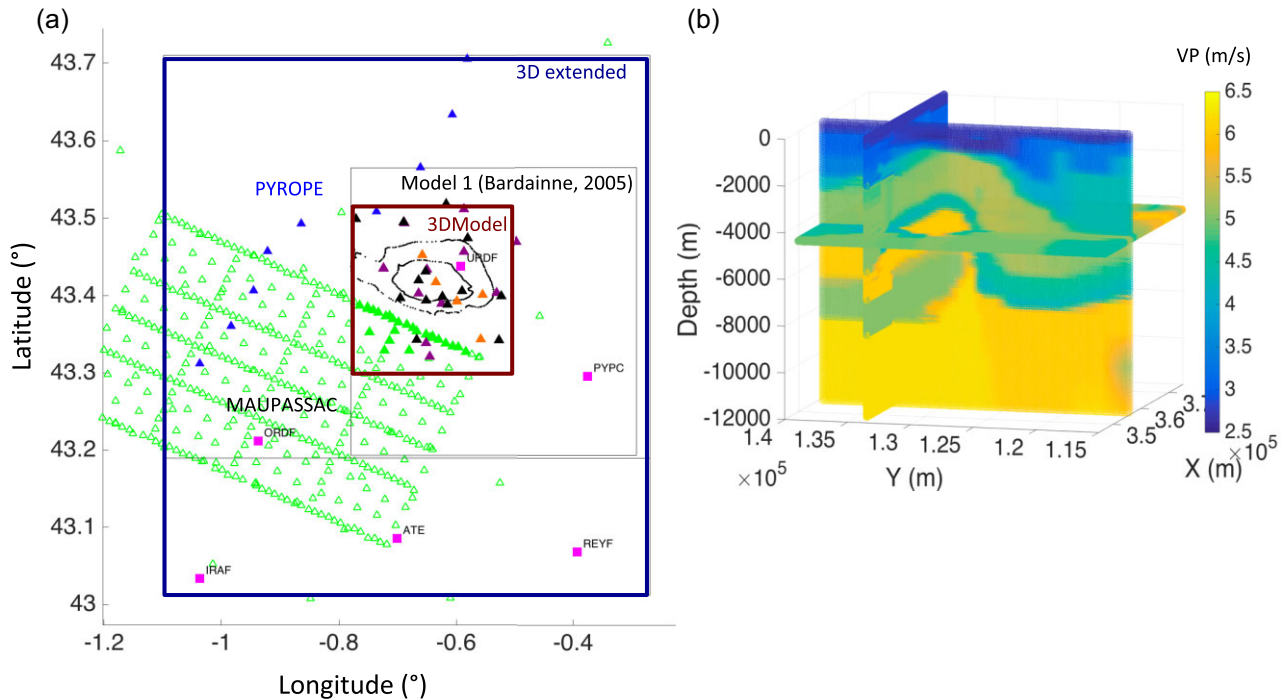 (a)
43.7
43.6
43.5
43.4
43.3
43.2
43.1
43
Latitude (°)
-1.2
-1
-0.8
-0.6
-0.4
Longitude (°)
3D extended
PYROPE
Model 1 (Bardainne, 2005)
3DModel
URDF
PYPC
MAUPASSAC
ORDF
ATE
REYF
IRAF
(b)
VP (m/s)
6.5
6
5.5
5
4.5
4
3.5
3
2.5
0
-2000
-4000
-6000
-8000
-10000
-12000
Depth (m)
1.4
1.35
1.3
1.25
1.2
1.15
×10⁵
Y (m)
3.5
3.6
3.7
×10⁵
X (m)